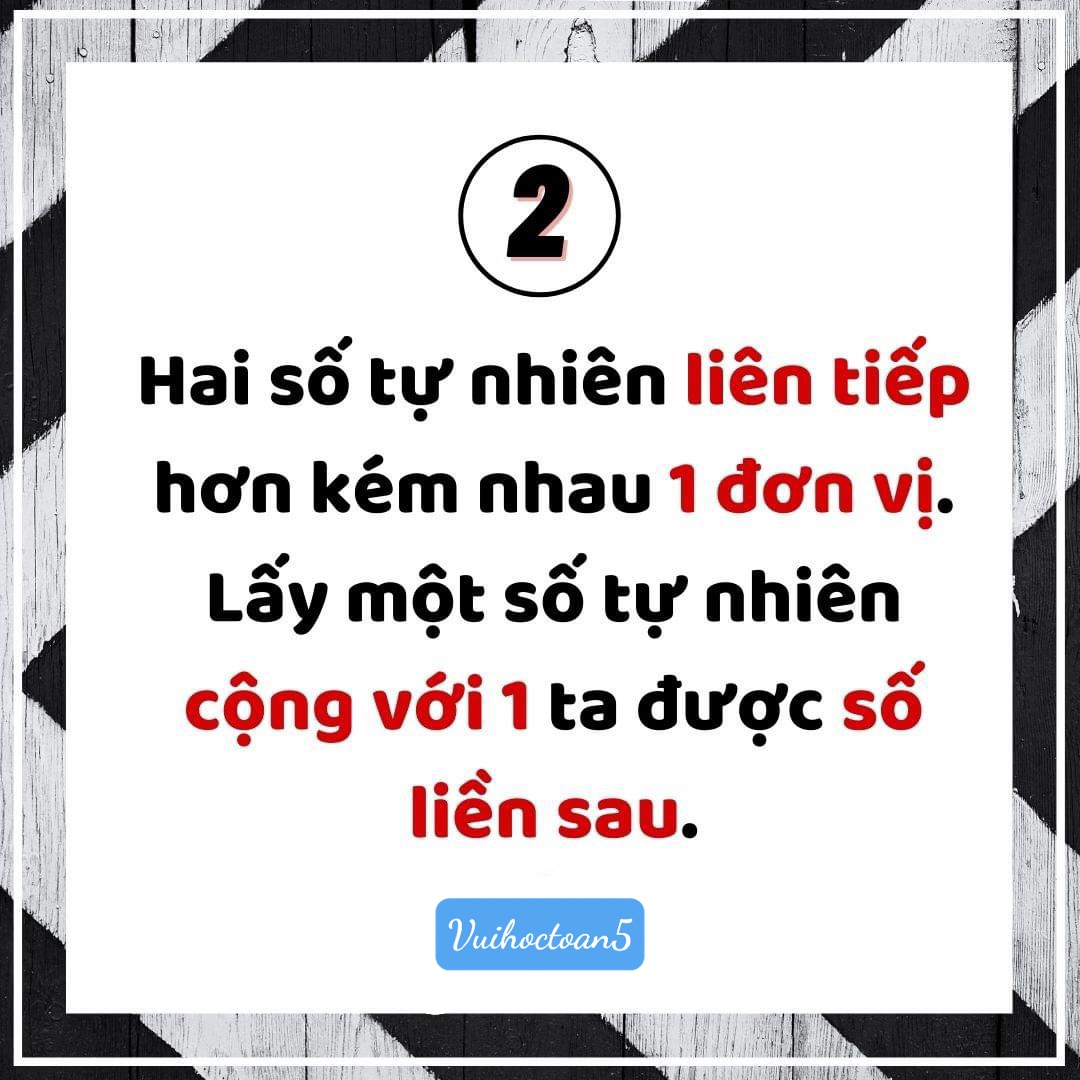 2
Hai số tự nhiên liên tiếp
hơn kém nhau 1 đơn vị.
Lấy một số tự nhiên
cộng với 1 ta được số
liền sau.
Vuihoctoan5